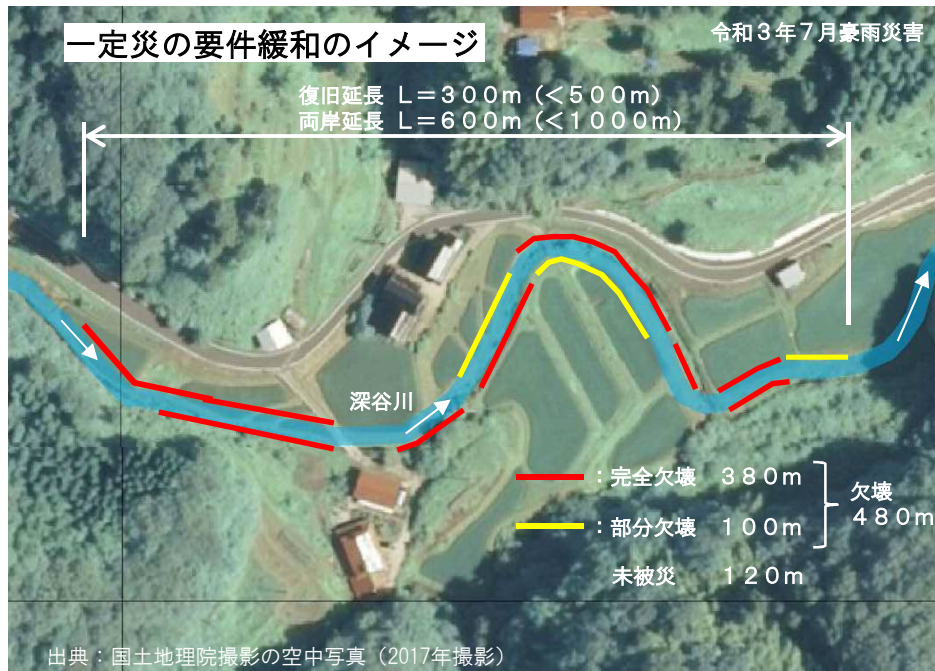 一定災の要件緩和のイメージ
令和3年7月豪雨災害
復旧延長 L=300m(<500m)
両岸延長 L=600m(<1000m)
深谷川
:完全欠壊 380m
:部分欠壊 100m
欠壊
480m
未被災 120m
出典:国土地理院撮影の空中写真(2017年撮影)